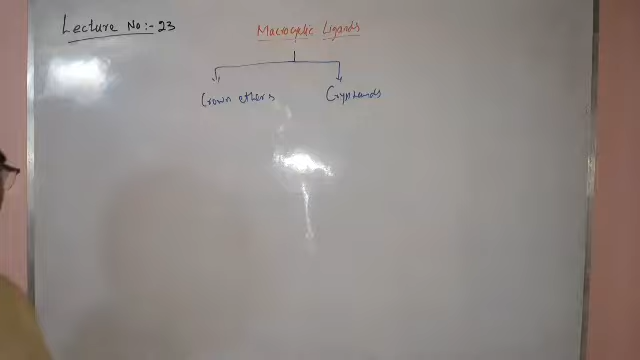 Lecture No:- 23
Macrocyclic Ligands
Crown ethers
Cryptands